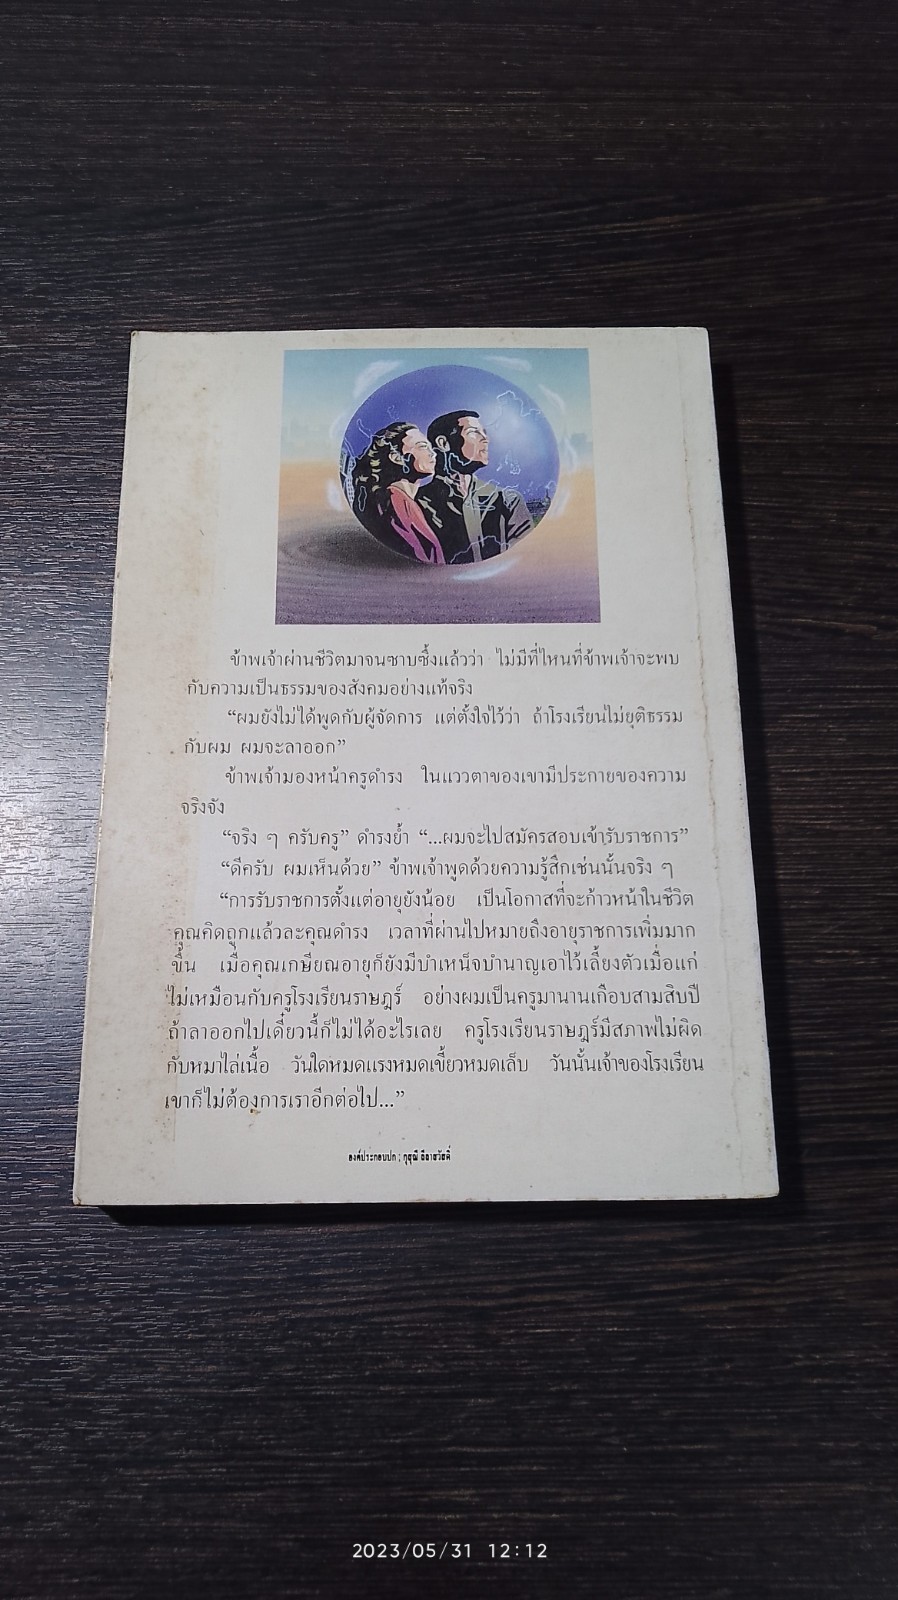 ข้าพเจ้าผ่านชีวิตมาจนซาบซึ้งแล้วว่า ไม่มีที่ไหนที่ข้าพเจ้าจะพบ
กับความเป็นธรรมของสังคมอย่างแท้จริง
“ผมยังไม่ได้พูดกับผู้จัดการ แต่ตั้งใจไว้ว่า ถ้าโรงเรียนไม่ยุติธรรม
กับผม ผมจะลาออก”
ข้าพเจ้ามองหน้าครูดำรง ในแววตาของเขามีประกายของความ
จริงจัง
“จริง ๆ ครับครู” ดำรงย้ำ “...ผมจะไปสมัครสอบเข้ารับราชการ”
“ดีครับ ผมเห็นด้วย” ข้าพเจ้าพูดด้วยความรู้สึกเช่นนั้นจริง ๆ
“การรับราชการตั้งแต่อายุยังน้อย เป็นโอกาสที่จะก้าวหน้าในชีวิต
คุณคิดถูกแล้วละคุณดำรง เวลาที่ผ่านไปหมายถึงอายุราชการเพิ่มมาก
ขึ้น เมื่อคุณเกษียณอายุก็ยังมีบำเหน็จบำนาญเอาไว้เลี้ยงตัวเมื่อแก่
ไม่เหมือนกับครูโรงเรียนราษฎร์ อย่างผมเป็นครูมานานเกือบสามสิบปี
ถ้าลาออกไปเดี๋ยวนี้ก็ไม่ได้อะไรเลย ครูโรงเรียนราษฎร์มีสภาพไม่ผิด
กับหมาไล่เนื้อ วันใดหมดแรงหมดเขี้ยวหมดเล็บ วันนั้นเจ้าของโรงเรียน
เขาก็ไม่ต้องการเราอีกต่อไป...”
องค์ประกอบปก ;
2023/05/31 12:12